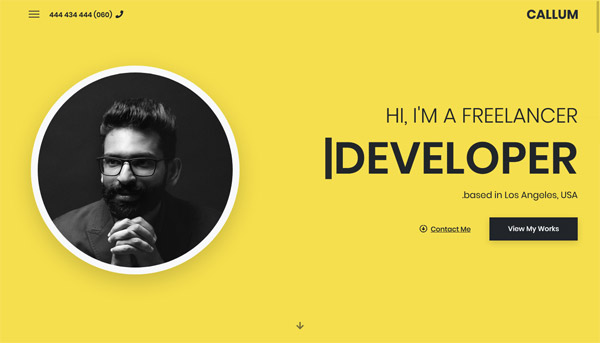 444 434 444 (060)
CALLUM
HI, I'M A FREELANCER
|DEVELOPER
.based in Los Angeles, USA
Contact Me
View My Works